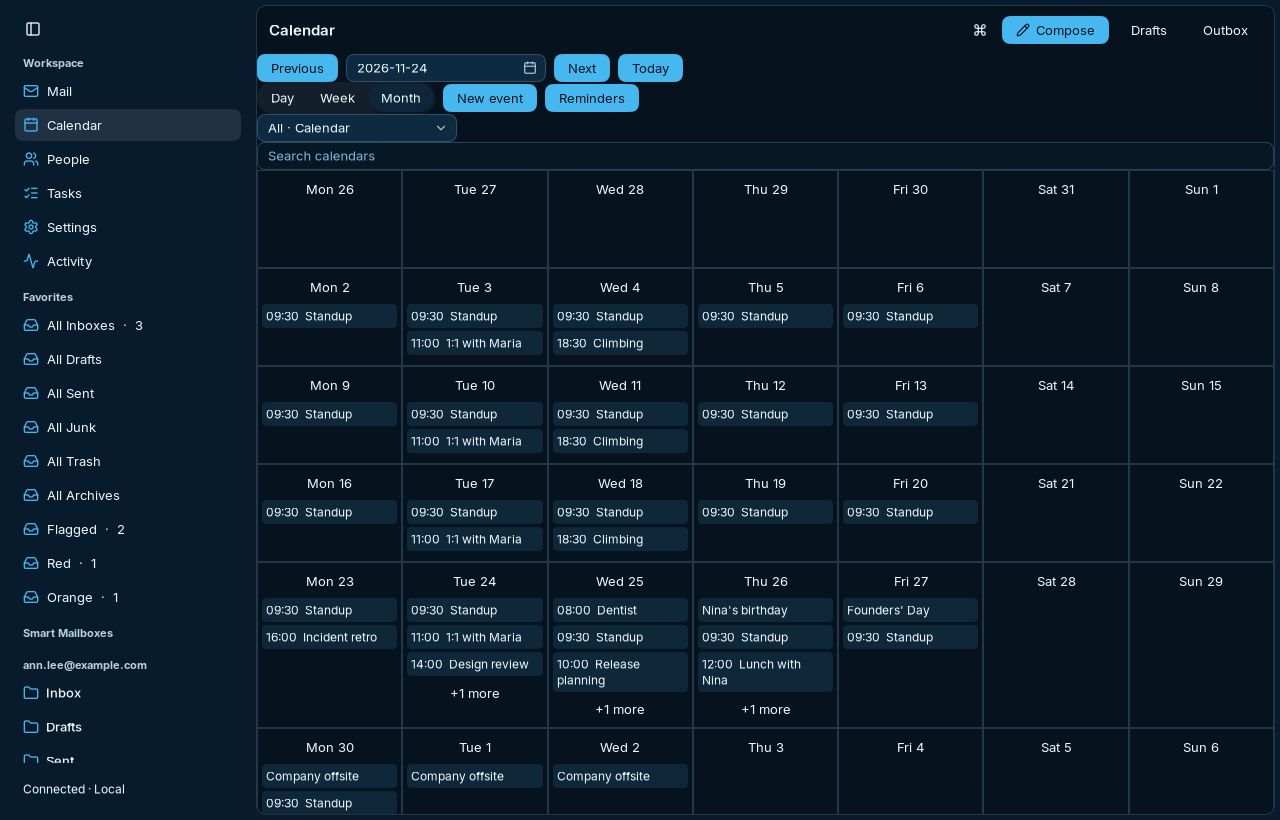 Workspace
Mail
Calendar
People
Tasks
Settings
Activity
Favorites
All Inboxes · 3
All Drafts
All Sent
All Junk
All Trash
All Archives
Flagged · 2
Red · 1
Orange · 1
Smart Mailboxes
ann.lee@example.com
Inbox
Drafts
Sent
Connected · Local
Calendar
⌘ Compose Drafts Outbox
Previous 2026-11-24 Next Today
Day Week Month New event Reminders
All · Calendar
Search calendars
Mon 26 Tue 27 Wed 28 Thu 29 Fri 30 Sat 31 Sun 1
Mon 2 Tue 3 Wed 4 Thu 5 Fri 6 Sat 7 Sun 8
09:30 Standup 09:30 Standup 09:30 Standup 09:30 Standup 09:30 Standup
11:00 1:1 with Maria 18:30 Climbing
Mon 9 Tue 10 Wed 11 Thu 12 Fri 13 Sat 14 Sun 15
09:30 Standup 09:30 Standup 09:30 Standup 09:30 Standup 09:30 Standup
11:00 1:1 with Maria 18:30 Climbing
Mon 16 Tue 17 Wed 18 Thu 19 Fri 20 Sat 21 Sun 22
09:30 Standup 09:30 Standup 09:30 Standup 09:30 Standup 09:30 Standup
11:00 1:1 with Maria 18:30 Climbing
Mon 23 Tue 24 Wed 25 Thu 26 Fri 27 Sat 28 Sun 29
09:30 Standup 09:30 Standup 08:00 Dentist Nina's birthday Founders' Day
16:00 Incident retro 11:00 1:1 with Maria 09:30 Standup 09:30 Standup 09:30 Standup
14:00 Design review 10:00 Release 12:00 Lunch with
planning Nina
+1 more +1 more +1 more
Mon 30 Tue 1 Wed 2 Thu 3 Fri 4 Sat 5 Sun 6
Company offsite Company offsite Company offsite
09:30 Standup